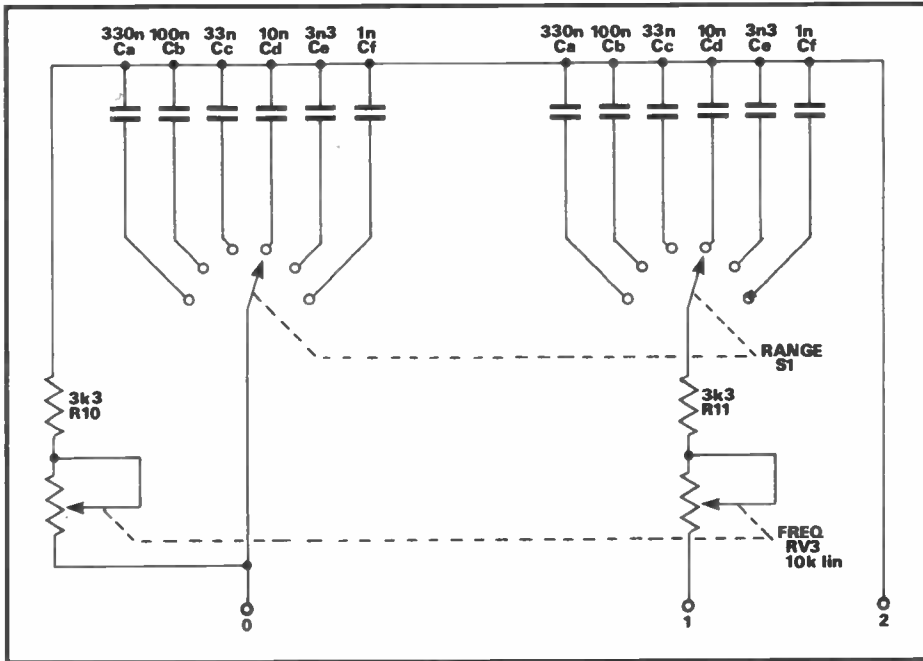 330n 100n 33n 10n 3n3 1n
Ca Cb Cc Cd Ce Cf
330n 100n 33n 10n 3n3 1n
Ca Cb Cc Cd Ce Cf
RANGE
S1
3k3
R10
3k3
R11
FREQ
RV3
10k lin
0
1
2